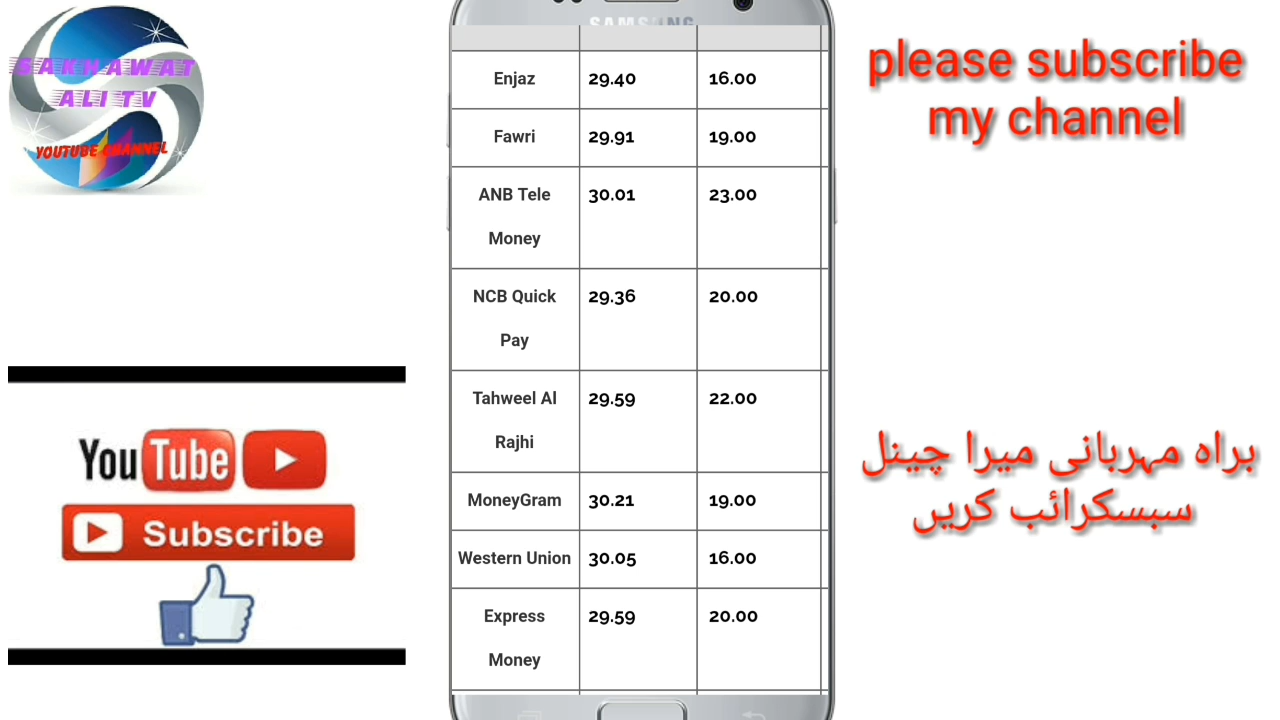 SAKHAWAT
ALI TV
YOUTUBE CHANNEL
YouTube
Subscribe
SAMSUNG
Enjaz 29.40 16.00
Fawri 29.91 19.00
ANB Tele Money 30.01 23.00
NCB Quick Pay 29.36 20.00
Tahweel Al Rajhi 29.59 22.00
MoneyGram 30.21 19.00
Western Union 30.05 16.00
Express Money 29.59 20.00
please subscribe
my channel
براہ مہربانی میرا چینل
سبسکرائب کریں